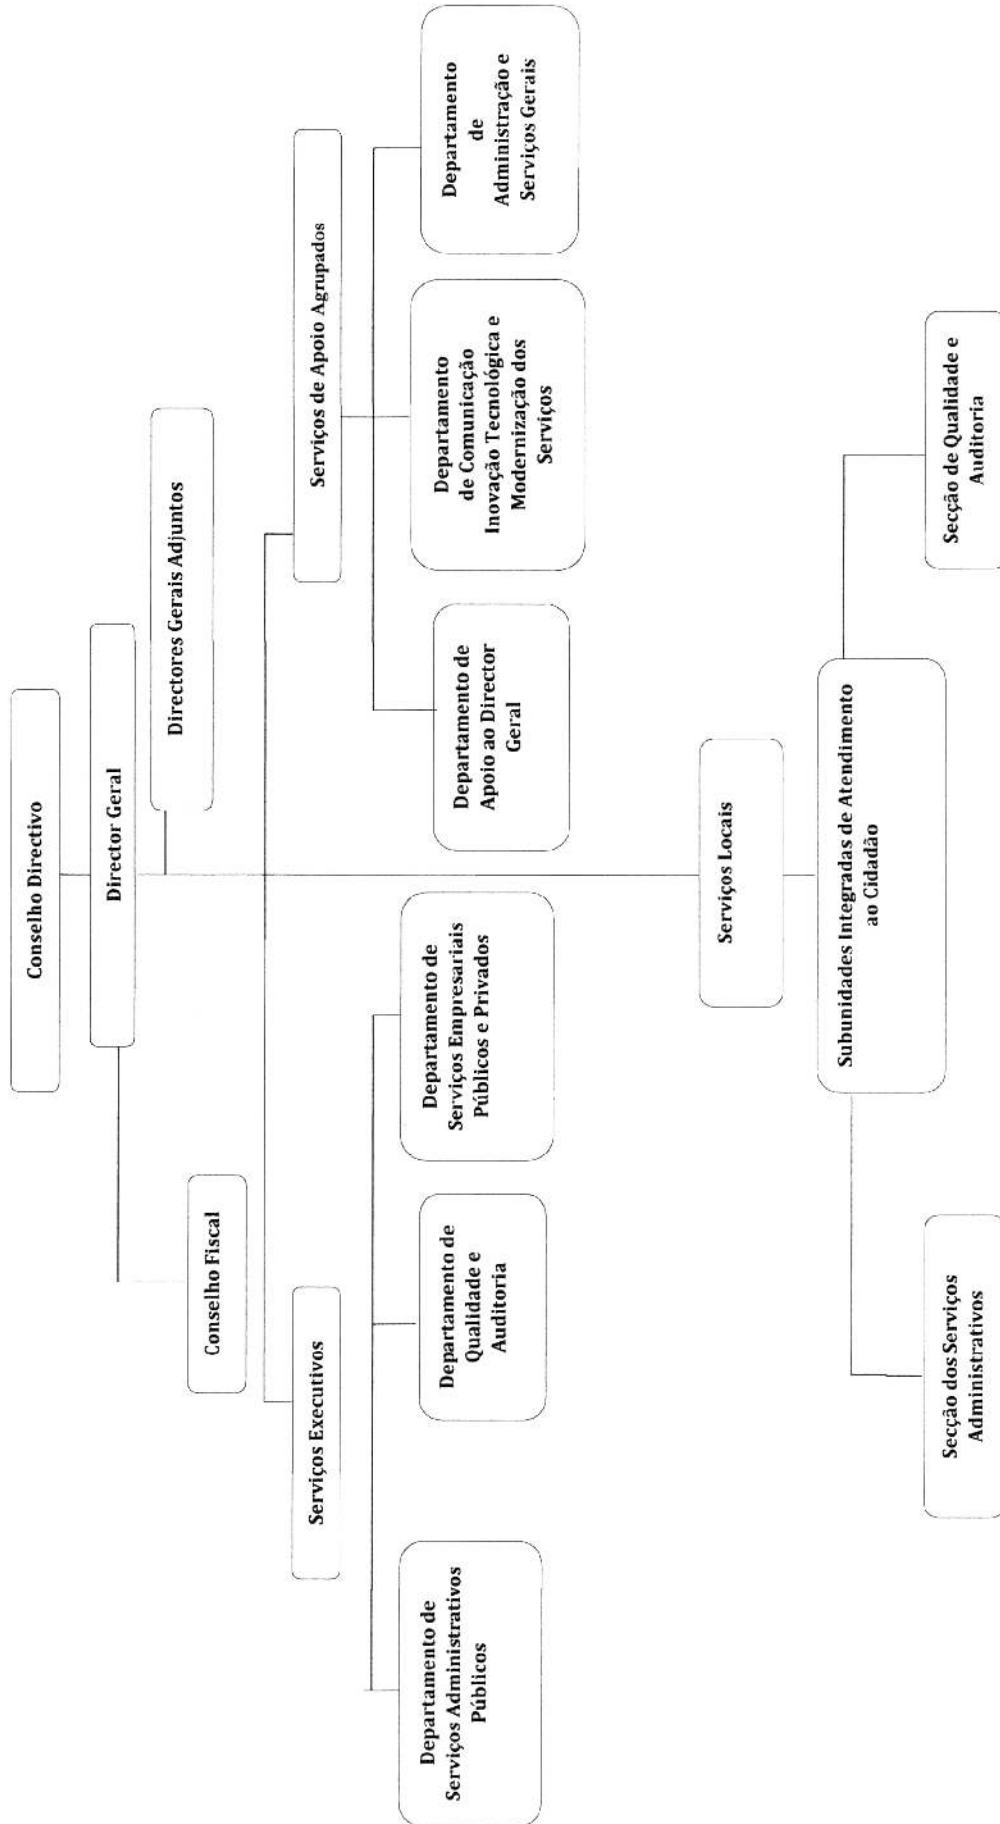 Conselho Directivo
Director Geral
Directores Gerais Adjuntos
Conselho Fiscal
Serviços Executivos
Serviços de Apoio Agrupados
Departamento de
Serviços Administrativos
Públicos
Departamento de
Qualidade e
Auditoria
Departamento de
Serviços Empresariais
Públicos e Privados
Departamento de
Apoio ao Director
Geral
Departamento
de Comunicação
Inovação Tecnológica e
Modernização dos
Serviços
Departamento
de
Administração e
Serviços Gerais
Serviços Locais
Subunidades Integradas de Atendimento
ao Cidadão
Secção dos Serviços
Administrativos
Secção de Qualidade e
Auditoria